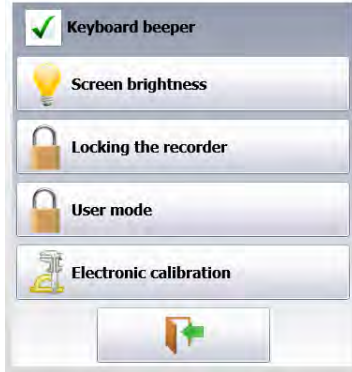 Keyboard beeper
Screen brightness
Locking the recorder
User mode
Electronic calibration